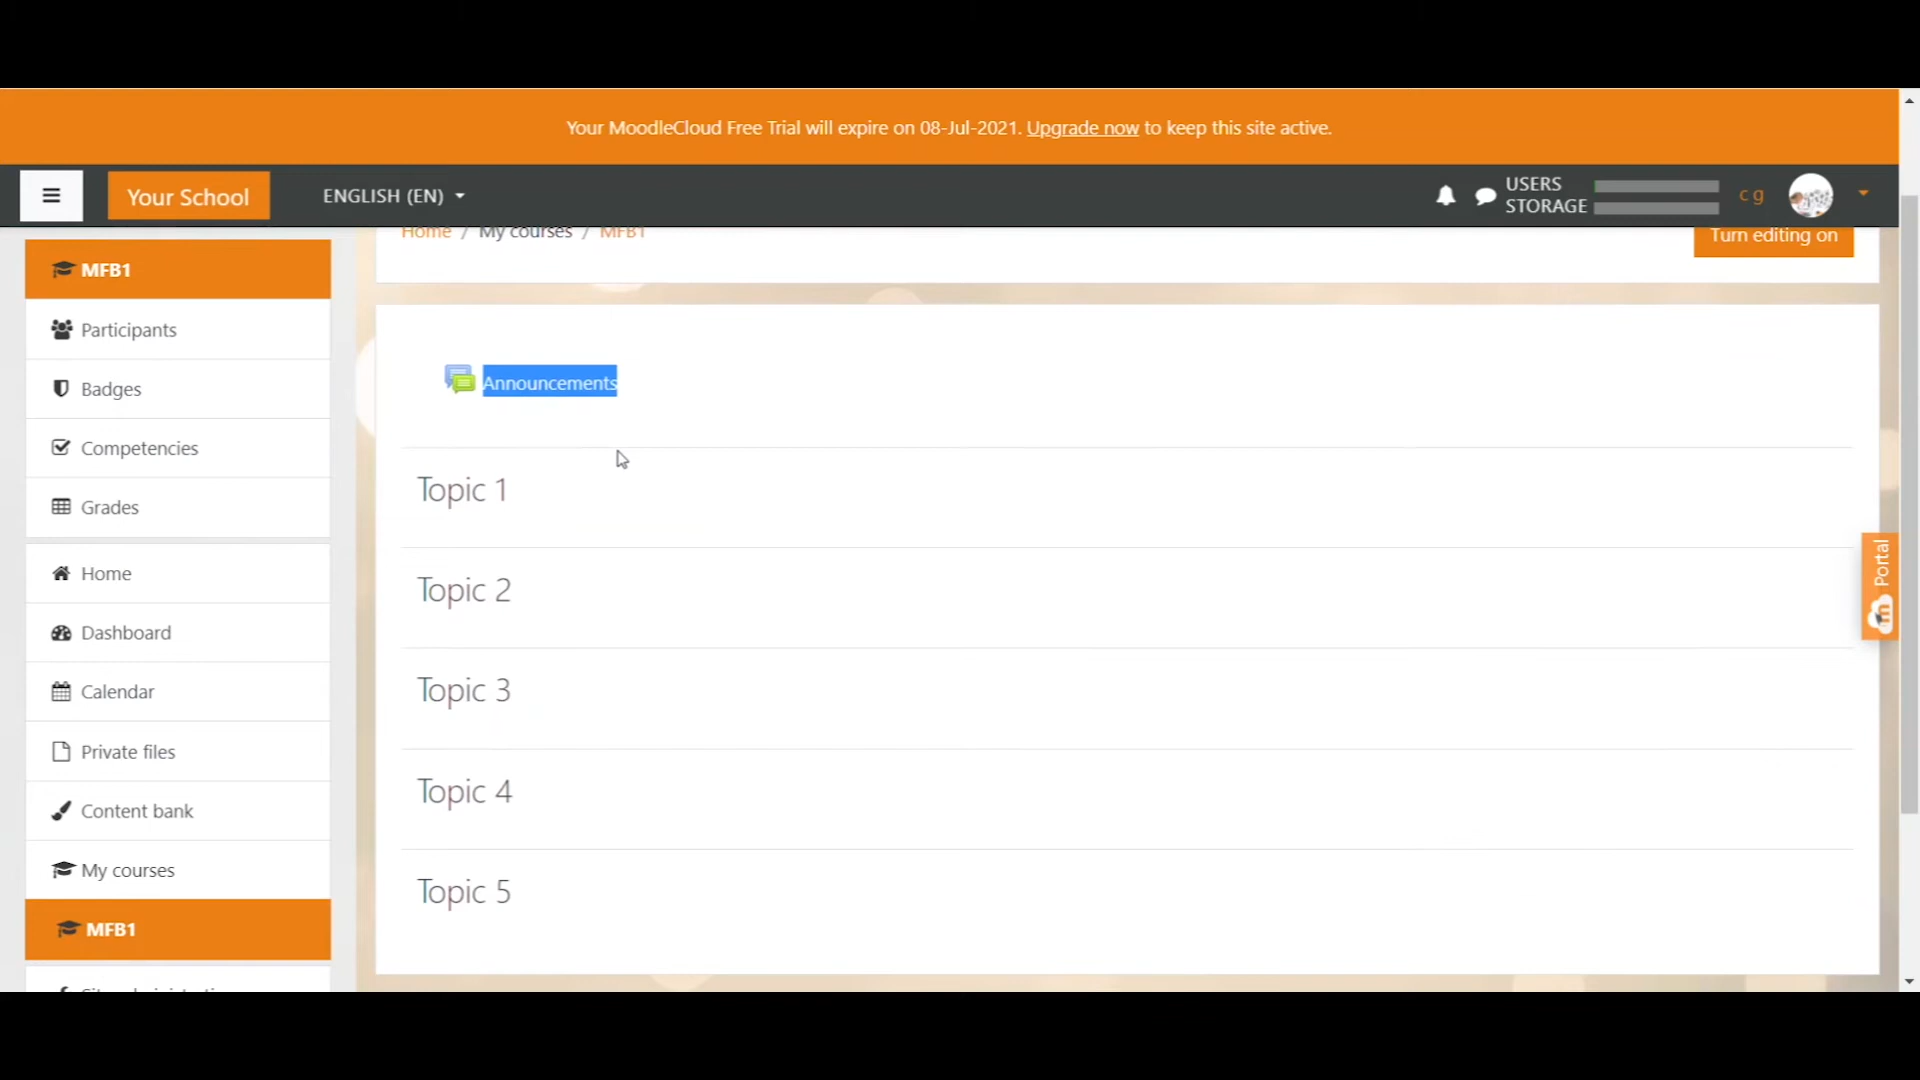 Your MoodleCloud Free Trial will expire on 08-Jul-2021. Upgrade now to keep this site active.
Your School
ENGLISH (EN)
USERS
STORAGE
c g
Home / My courses / MFB1
Turn editing on
MFB1
Participants
Badges
Competencies
Grades
Home
Dashboard
Calendar
Private files
Content bank
My courses
MFB1
Announcements
Topic 1
Topic 2
Topic 3
Topic 4
Topic 5
Portal